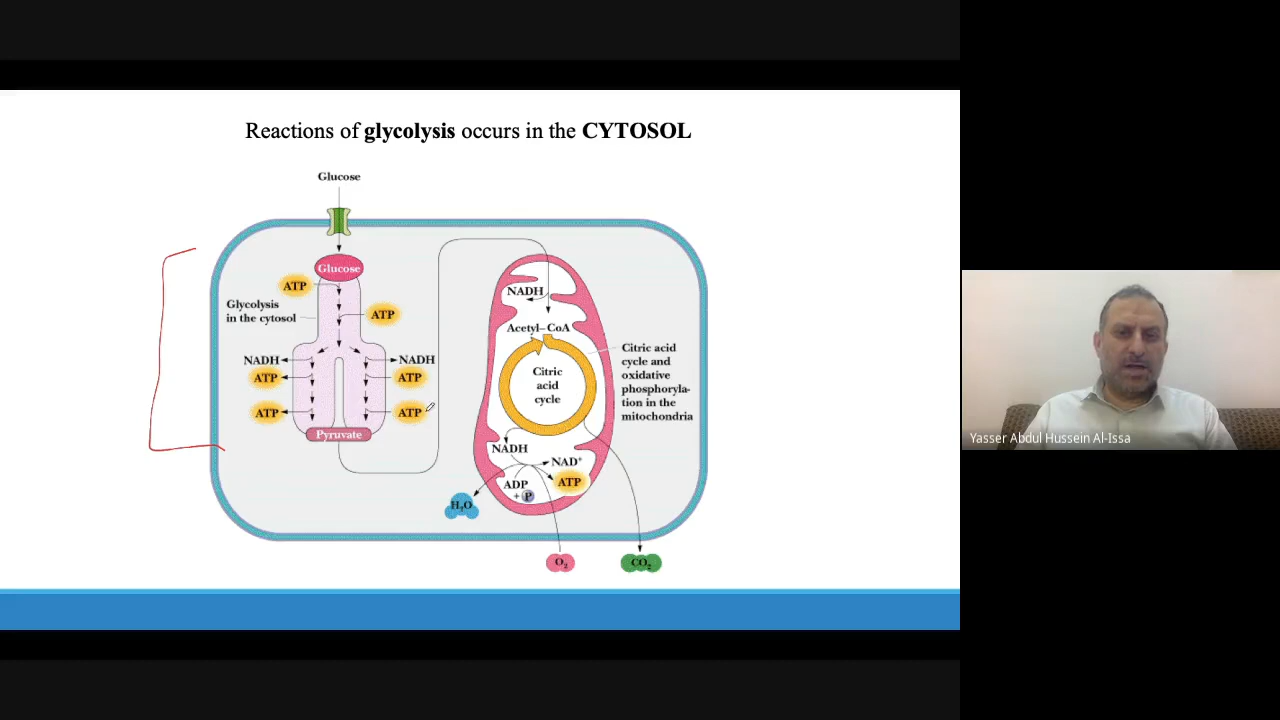 Reactions of glycolysis occurs in the CYTOSOL
Glucose
Glucose
ATP
Glycolysis
in the cytosol
ATP
NADH
NADH
ATP
ATP
ATP
ATP
Pyruvate
NADH
Acetyl–CoA
Citric
acid
cycle
Citric acid
cycle and
oxidative
phosphoryla-
tion in the
mitochondria
NADH
NAD⁺
ADP
+ P
ATP
H₂O
O₂
CO₂
Yasser Abdul Hussein Al-Issa